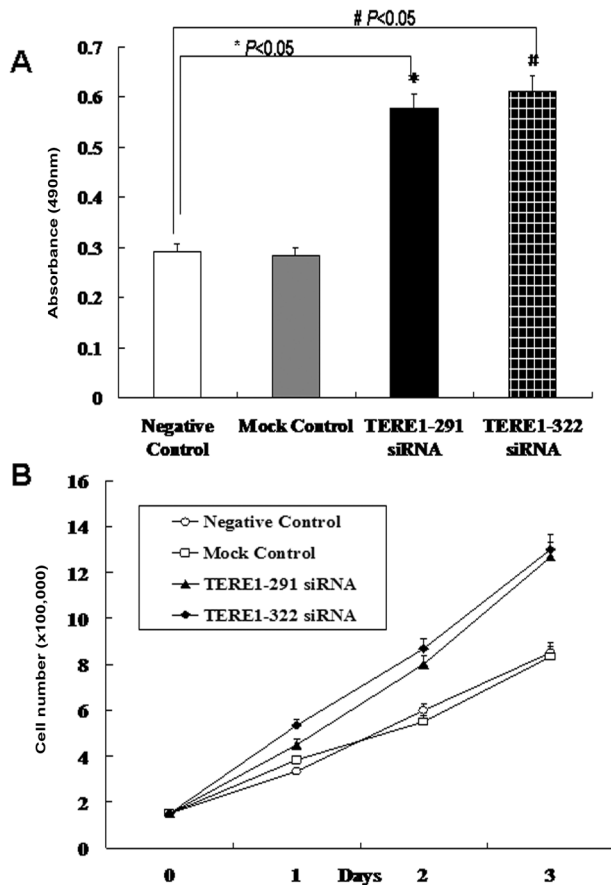 # P<0.05
A
* P<0.05
0.7
0.6
0.5
0.4
0.3
0.2
0.1
0
Absorbance (490nm)
*
#
Negative
Control
Mock Control
TERE1-291
siRNA
TERE1-322
siRNA
B
16
14
12
10
8
6
4
2
0
Cell number (x100,000)
Negative Control
Mock Control
TERE1-291 siRNA
TERE1-322 siRNA
0
1
Days
2
3